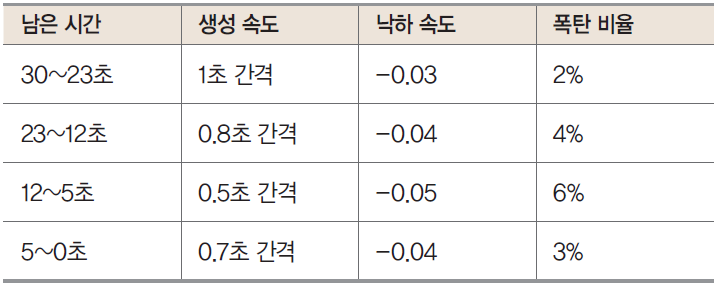 남은 시간 생성 속도 낙하 속도 폭탄 비율
30~23초 1초 간격 -0.03 2%
23~12초 0.8초 간격 -0.04 4%
12~5초 0.5초 간격 -0.05 6%
5~0초 0.7초 간격 -0.04 3%